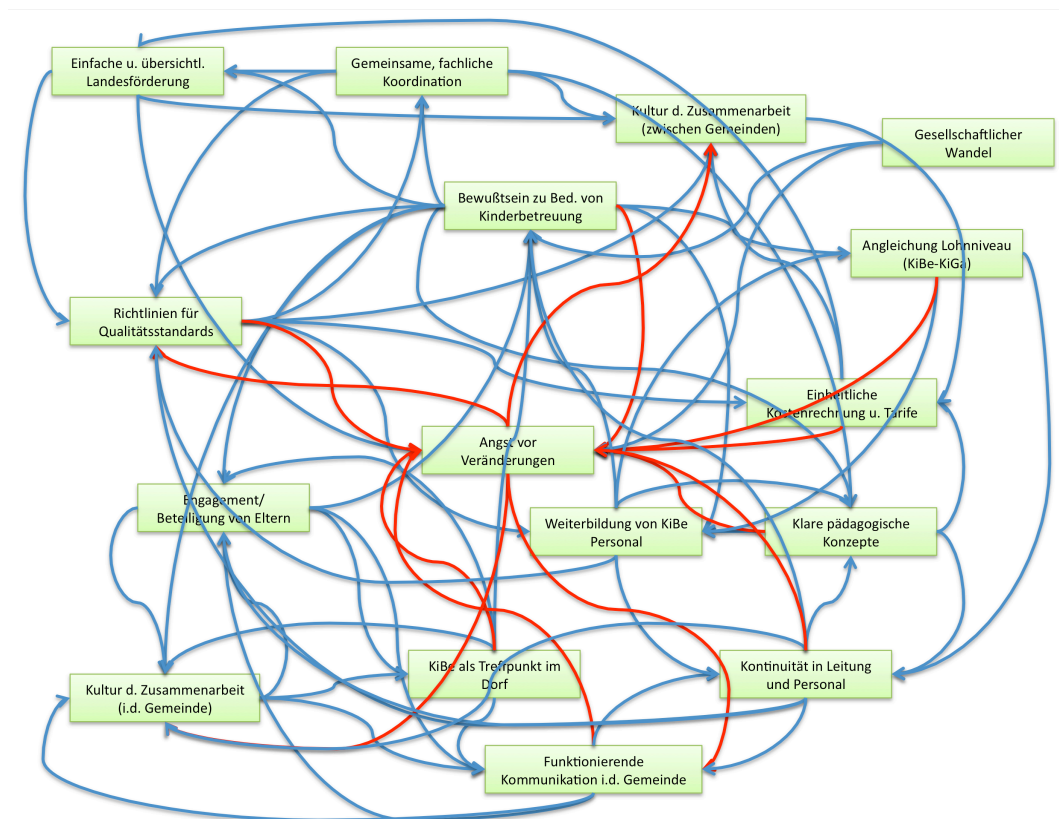 Einfache u. übersichtl.
Landesförderung
Gemeinsame, fachliche
Koordination
Kultur d. Zusammenarbeit
(zwischen Gemeinden)
Gesellschaftlicher
Wandel
Bewußtsein zu Bed. von
Kinderbetreuung
Angleichung Lohnniveau
(KiBe-KiGa)
Richtlinien für
Qualitätsstandards
Einheitliche
Kostenrechnung u. Tarife
Angst vor
Veränderungen
Engagement/
Beteiligung von Eltern
Weiterbildung von KiBe
Personal
Klare pädagogische
Konzepte
KiBe als Treffpunkt im
Dorf
Kontinuität in Leitung
und Personal
Kultur d. Zusammenarbeit
(i.d. Gemeinde)
Funktionierende
Kommunikation i.d. Gemeinde